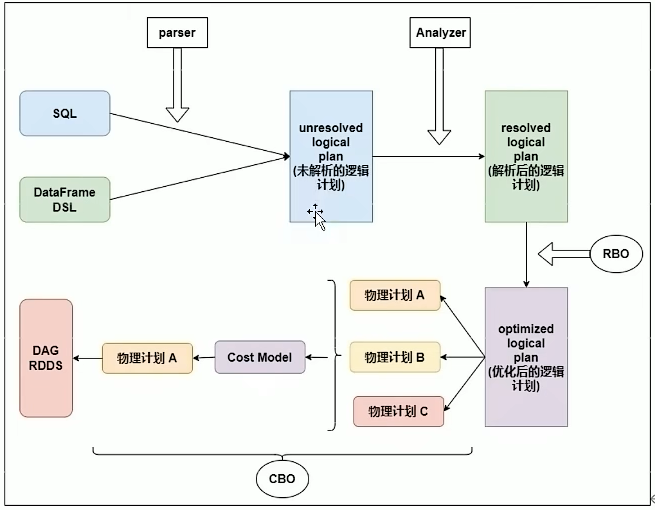 parser
Analyzer
SQL
DataFrame
DSL
unresolved
logical
plan
(未解析的逻辑
计划)
resolved
logical
plan
(解析后的逻辑
计划)
RBO
物理计划 A
物理计划 B
物理计划 C
optimized
logical
plan
(优化后的逻辑
计划)
DAG
RDDS
物理计划 A
Cost Model
CBO